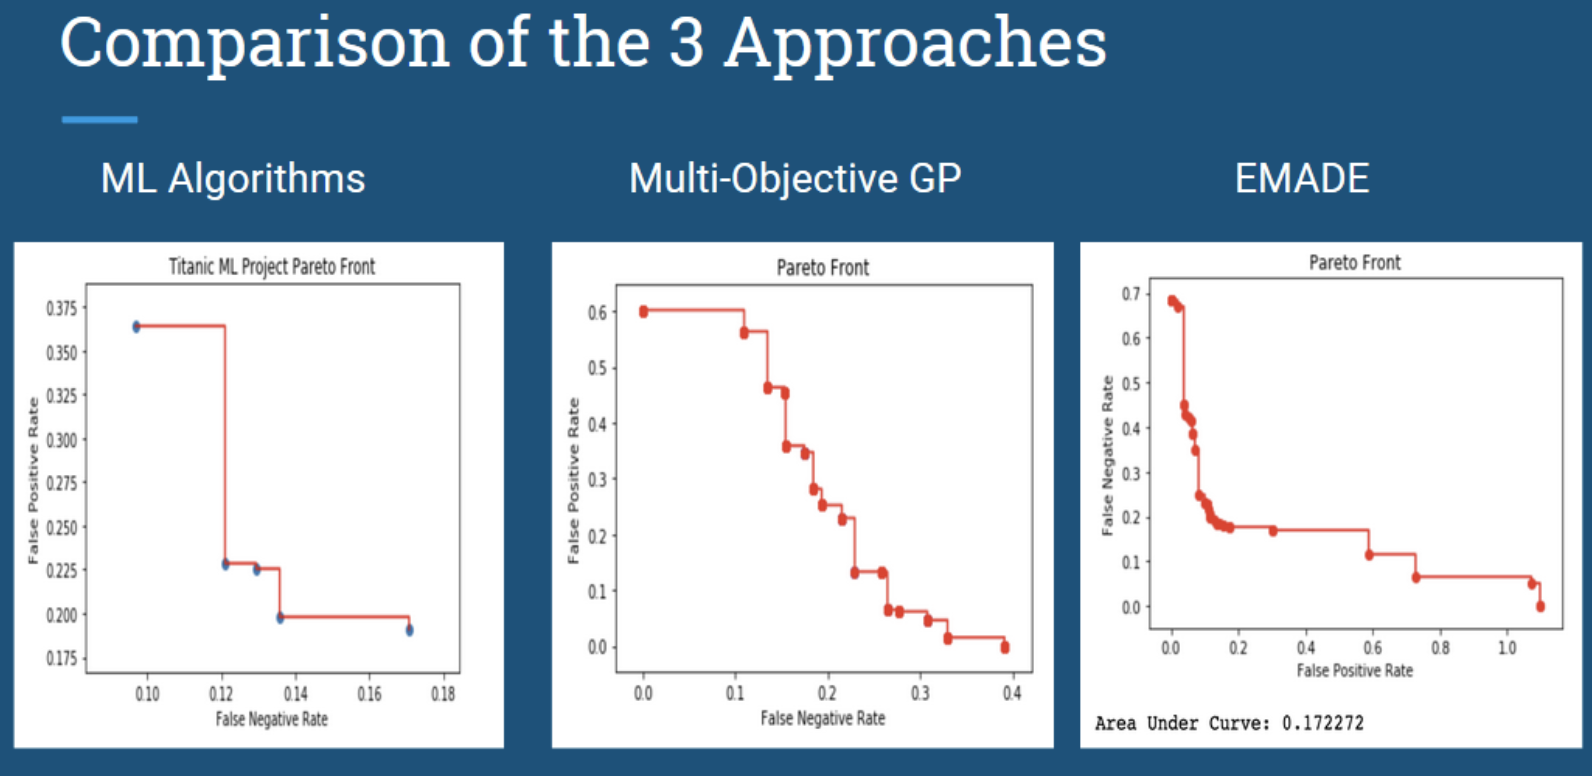 Comparison of the 3 Approaches
ML Algorithms
Multi-Objective GP
EMADE
Titanic ML Project Pareto Front
False Positive Rate
0.375
0.350
0.325
0.300
0.275
0.250
0.225
0.200
0.175
0.10 0.12 0.14 0.16 0.18
False Negative Rate
Pareto Front
False Positive Rate
0.6
0.5
0.4
0.3
0.2
0.1
0.0
0.0 0.1 0.2 0.3 0.4
False Negative Rate
Pareto Front
False Negative Rate
0.7
0.6
0.5
0.4
0.3
0.2
0.1
0.0
0.0 0.2 0.4 0.6 0.8 1.0
False Positive Rate
Area Under Curve: 0.172272